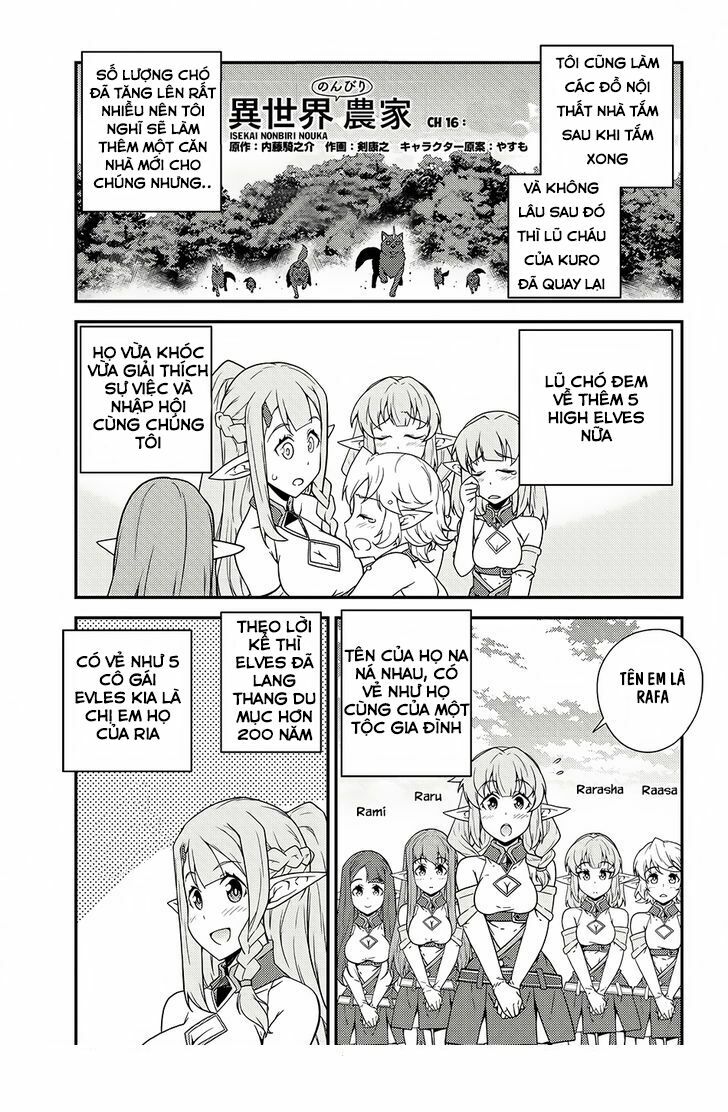 TÔI CŨNG LÀM
CÁC ĐỒ NỘI
THẤT NHÀ TẮM
SAU KHI TẮM
XONG
VÀ KHÔNG
LÂU SAU ĐÓ
THÌ LŨ CHÁU
CỦA KURO
ĐÃ QUAY LẠI
のんびり
異世界 農家 CH 16 :
ISEKAI NONBIRI NOUKA
原作:内藤騎之介 作画:剣康之 キャラクター原案:やすも
SỐ LƯỢNG CHÓ
ĐÃ TĂNG LÊN RẤT
NHIỀU NÊN TÔI
NGHĨ SẼ LÀM
THÊM MỘT CĂN
NHÀ MỚI CHO
CHÚNG NHƯNG..
LŨ CHÓ ĐEM
VỀ THÊM 5
HIGH ELVES
NỮA
HỌ VỪA KHÓC
VỪA GIẢI THÍCH
SỰ VIỆC VÀ
NHẬP HỘI
CÙNG CHÚNG
TÔI
TÊN EM LÀ
RAFA
TÊN CỦA HỌ NA
NÁ NHAU, CÓ
VẺ NHƯ HỌ
CÙNG CỦA MỘT
TỘC GIA ĐÌNH
Raasa
Rarasha
Raru
Rami
THEO LỜI
KỂ THÌ
ELVES ĐÃ
LANG
THANG DU
MỤC HƠN
200 NĂM
CÓ VẺ NHƯ 5
CÔ GÁI
EVLES KIA LÀ
CHỊ EM HỌ
CỦA RIA